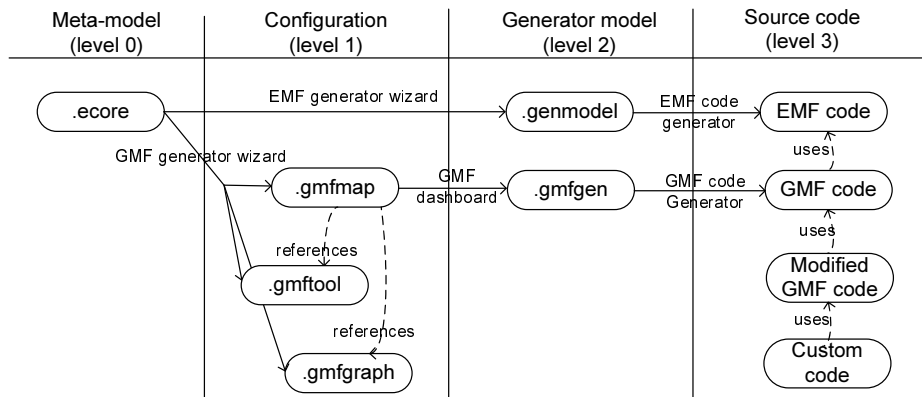 Meta-model
(level 0)
Configuration
(level 1)
Generator model
(level 2)
Source code
(level 3)
.ecore
EMF generator wizard
.genmodel
EMF code
generator
EMF code
GMF generator wizard
uses
.gmfmap
GMF
dashboard
.gmfgen
GMF code
Generator
GMF code
references
uses
.gmftool
Modified
GMF code
references
uses
.gmfgraph
Custom
code